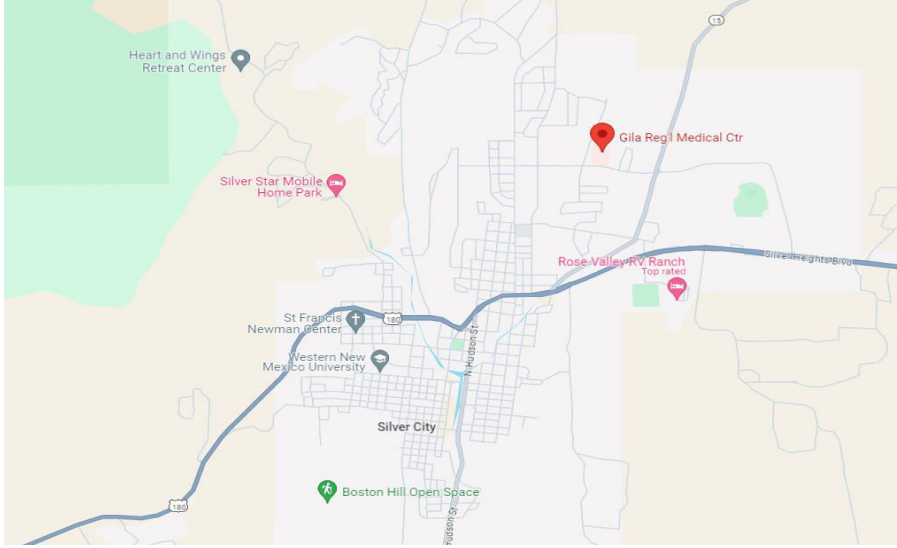 15
Heart and Wings
Retreat Center
Gila Reg'l Medical Ctr
Silver Star Mobile
Home Park
Silver Heights Blvd
Rose Valley RV Ranch
Top rated
St Francis
Newman Center
180
N Hudson St
Western New
Mexico University
Silver City
Boston Hill Open Space
180
Hudson St